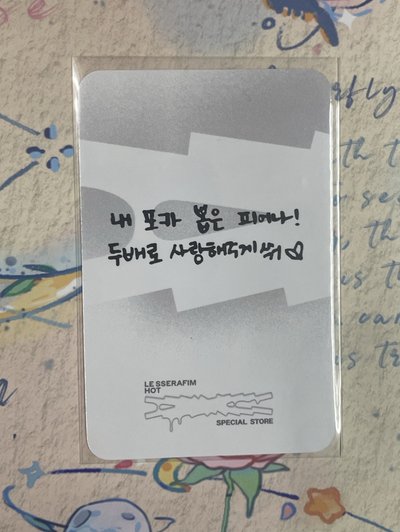 내 포카 뽑은 피어나!
두배로 사랑해주게쒀♡
LE SSERAFIM
HOT
SPECIAL STORE